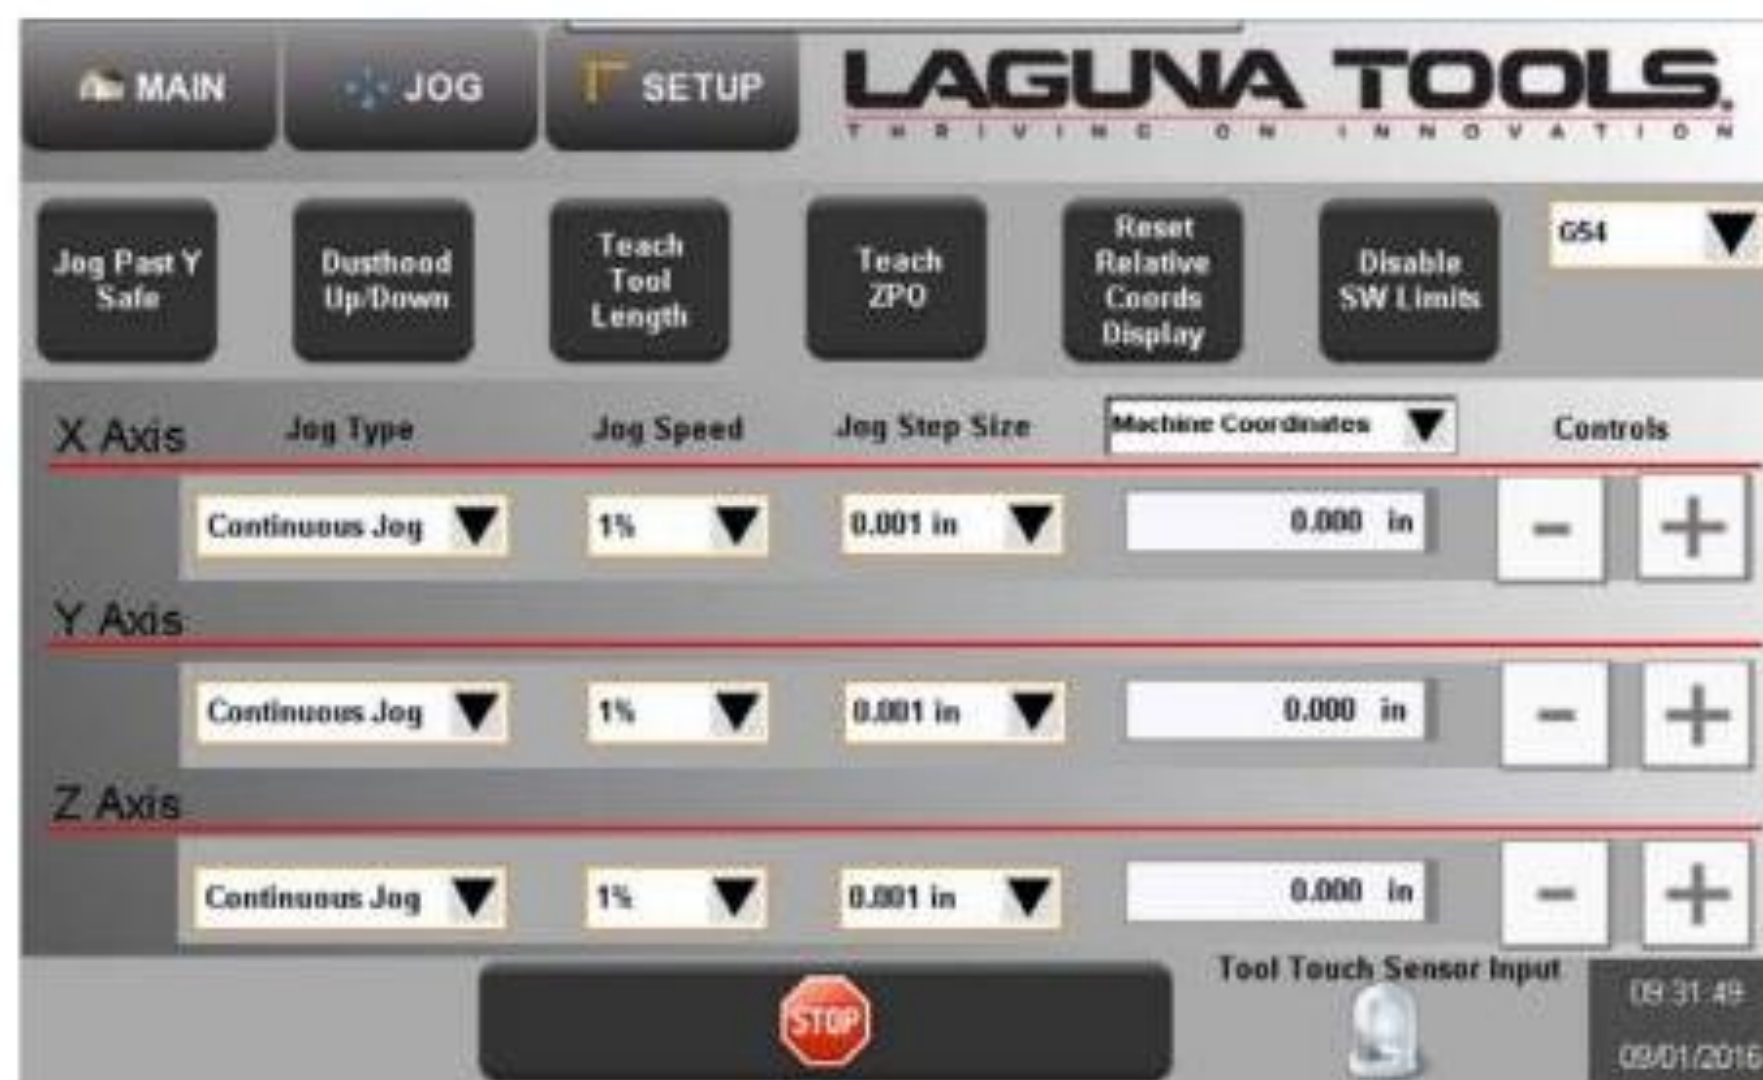 MAIN
JOG
SETUP
LAGUNA TOOLS.
THRIVING ON INNOVATION
Jog Past Y
Safe
Dusthood
Up/Down
Teach
Tool
Length
Teach
ZPO
Reset
Relative
Coords
Display
Disable
SW Limits
G54
X Axis
Jog Type
Jog Speed
Jog Step Size
Machine Coordinates
Controls
Continuous Jog
1%
0.001 in
0.000 in
-
+
Y Axis
Continuous Jog
1%
0.001 in
0.000 in
-
+
Z Axis
Continuous Jog
1%
0.001 in
0.000 in
-
+
STOP
Tool Touch Sensor Input
09:31:49
09/01/2016